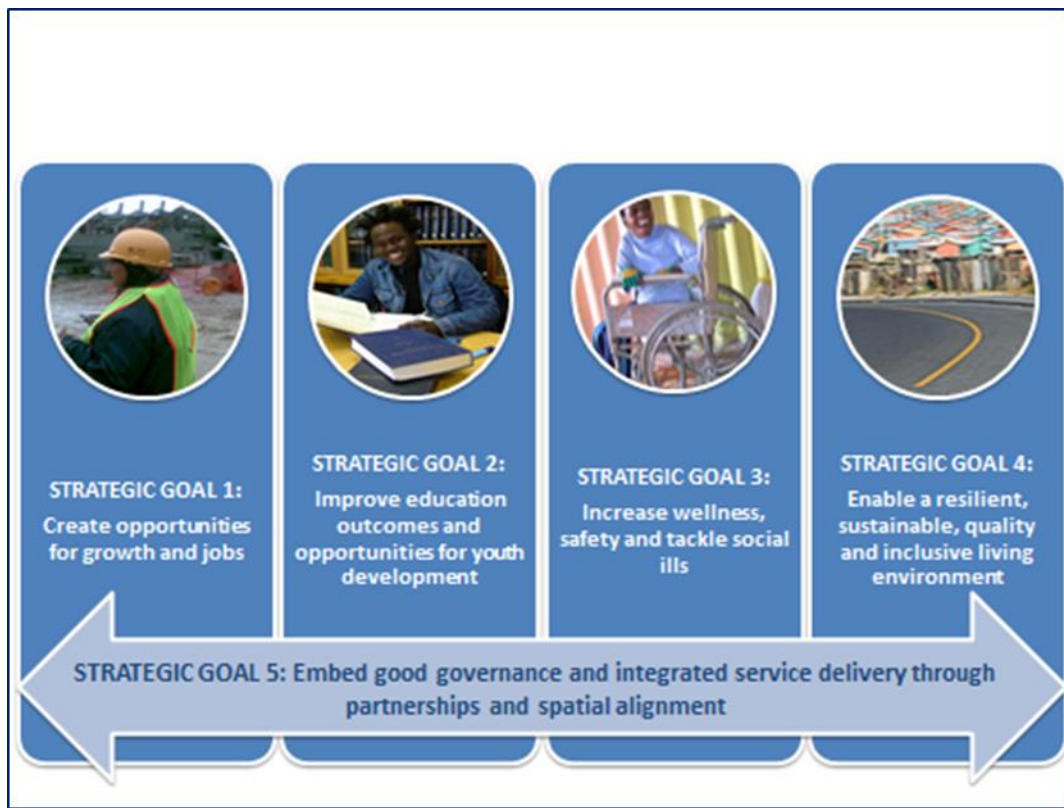 STRATEGIC GOAL 1:
Create opportunities
for growth and jobs
STRATEGIC GOAL 2:
Improve education
outcomes and
opportunities for youth
development
STRATEGIC GOAL 3:
Increase wellness,
safety and tackle social
ills
STRATEGIC GOAL 4:
Enable a resilient,
sustainable, quality
and inclusive living
environment
STRATEGIC GOAL 5: Embed good governance and integrated service delivery through
partnerships and spatial alignment